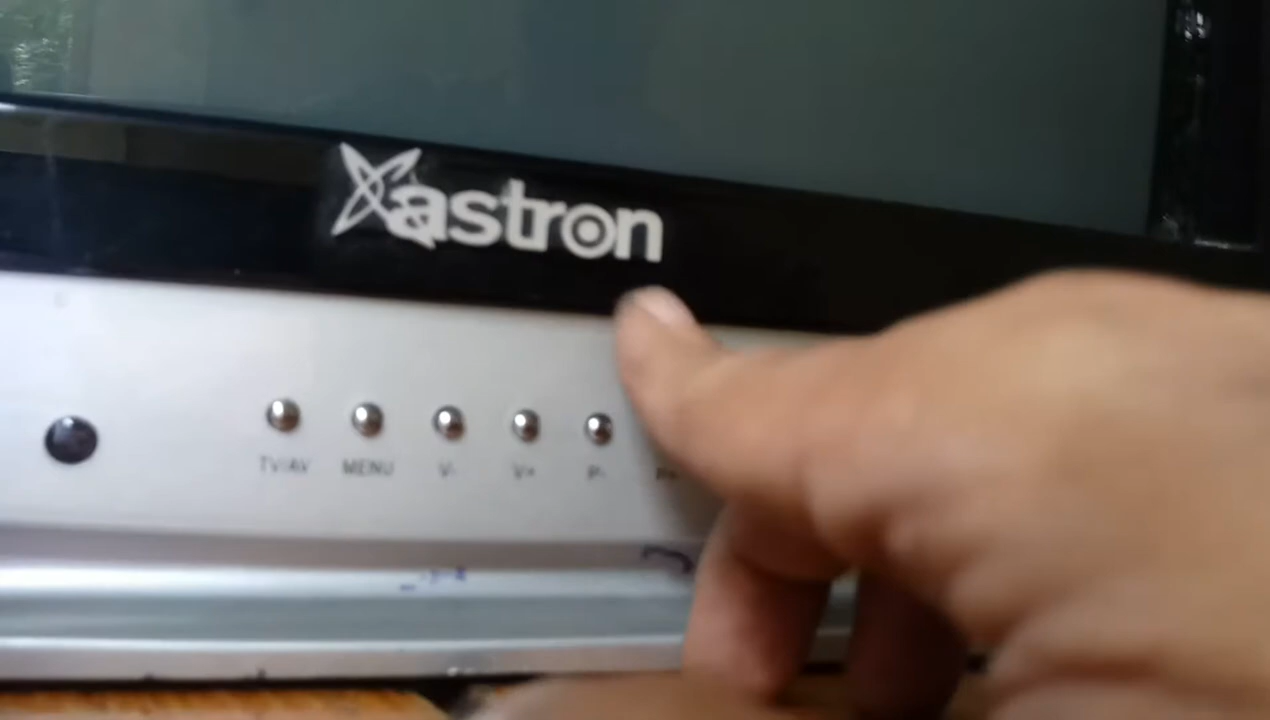 astron
TV/AV MENU V- V+ P- P+